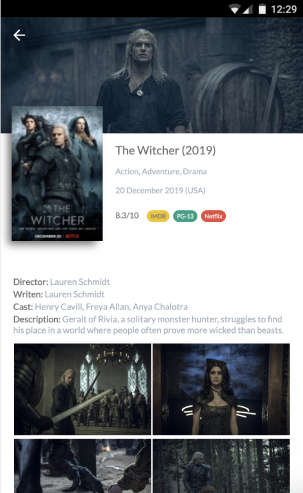 12:29
THE
WITCHER
DECEMBER 20 | NETFLIX
The Witcher (2019)
Action, Adventure, Drama
20 December 2019 (USA)
8.3/10 IMDB PG-13 Netflix
Director: Lauren Schmidt
Writen: Lauren Schmidt
Cast: Henry Cavill, Freya Allan, Anya Chalotra
Description: Geralt of Rivia, a solitary monster hunter, struggles to find
his place in a world where people often prove more wicked than beasts.